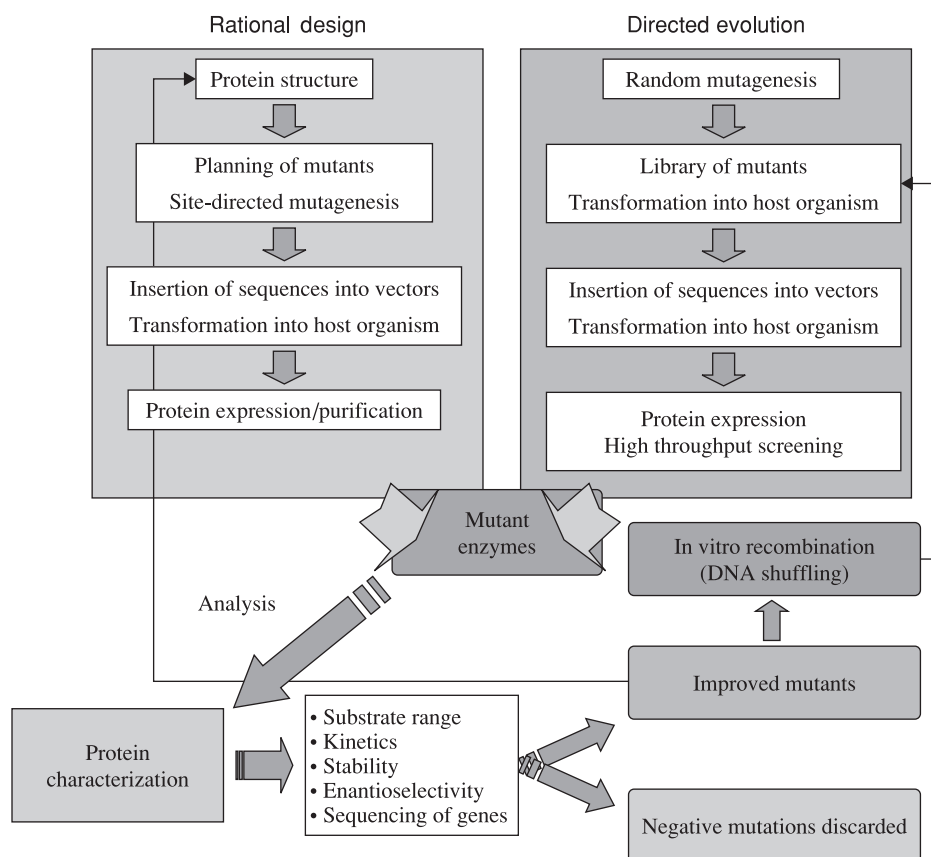 Rational design
Protein structure
Planning of mutants
Site-directed mutagenesis
Insertion of sequences into vectors
Transformation into host organism
Protein expression/purification
Directed evolution
Random mutagenesis
Library of mutants
Transformation into host organism
Insertion of sequences into vectors
Transformation into host organism
Protein expression
High throughput screening
Mutant
enzymes
In vitro recombination
(DNA shuffling)
Analysis
Improved mutants
Protein
characterization
• Substrate range
• Kinetics
• Stability
• Enantioselectivity
• Sequencing of genes
Negative mutations discarded